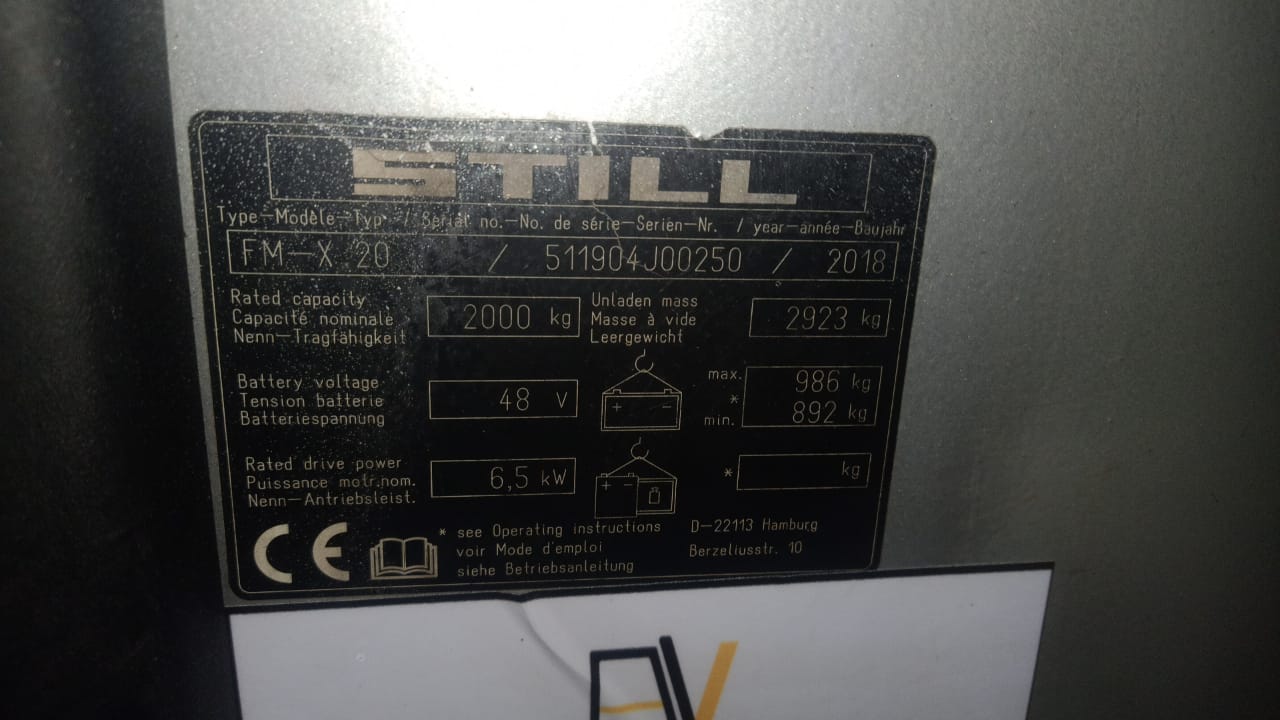 STILL
Type-Modèle-Typ / Serial no.-No. de série-Serien-Nr. / year-année-Baujahr
FM-X 20 / 511904J00250 / 2018
Rated capacity
Capacité nominale
Nenn-Tragfähigkeit
2000 kg
Unladen mass
Masse à vide
Leergewicht
2923 kg
Battery voltage
Tension batterie
Batteriespannung
48 V
+ -
max.
*
min.
986 kg
892 kg
Rated drive power
Puissance motr.nom.
Nenn-Antriebsleist.
6,5 kW
+ -
* kg
CE
* see Operating instructions
voir Mode d'emploi
siehe Betriebsanleitung
D-22113 Hamburg
Berzeliusstr. 10